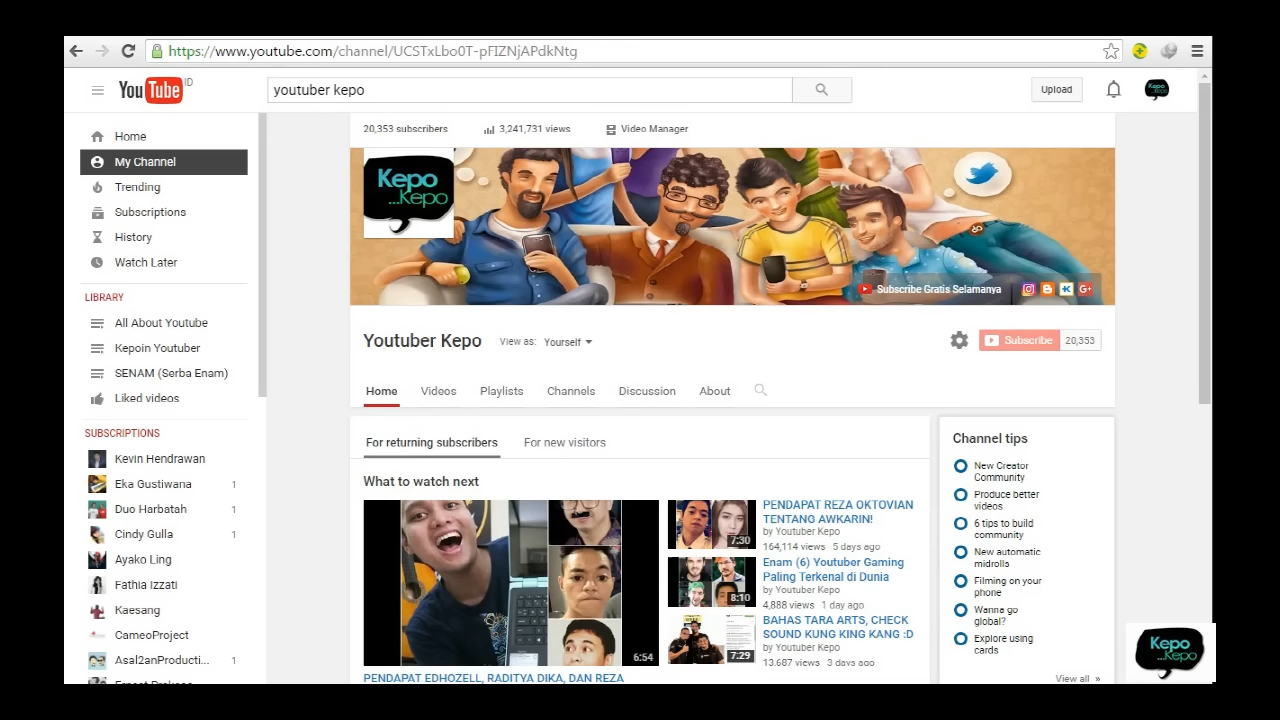 https://www.youtube.com/channel/UCSTxLbo0T-pFIZNjAPdkNtg
YouTube ID
youtuber kepo
Upload
Kepo
...Kepo
Home
My Channel
Trending
Subscriptions
History
Watch Later
LIBRARY
All About Youtube
Kepoin Youtuber
SENAM (Serba Enam)
Liked videos
SUBSCRIPTIONS
Kevin Hendrawan
Eka Gustiwana 1
Duo Harbatah 1
Cindy Gulla 1
Ayako Ling
Fathia Izzati
Kaesang
CameoProject
Asal2anProducti... 1
20,353 subscribers
3,241,731 views
Video Manager
Kepo
...Kepo
Subscribe Gratis Selamanya
Youtuber Kepo
View as: Yourself
Subscribe 20,353
Home Videos Playlists Channels Discussion About
For returning subscribers For new visitors
What to watch next
6:54
PENDAPAT EDHOZELL, RADITYA DIKA, DAN REZA
7:30
PENDAPAT REZA OKTOVIAN
TENTANG AWKARIN!
by Youtuber Kepo
164,114 views 5 days ago
8:10
Enam (6) Youtuber Gaming
Paling Terkenal di Dunia
by Youtuber Kepo
4,888 views 1 day ago
7:29
BAHAS TARA ARTS, CHECK
SOUND KUNG KING KANG :D
by Youtuber Kepo
13,687 views 3 days ago
Channel tips
New Creator
Community
Produce better
videos
6 tips to build
community
New automatic
midrolls
Filming on your
phone
Wanna go
global?
Explore using
cards
View all »
Kepo
...Kepo